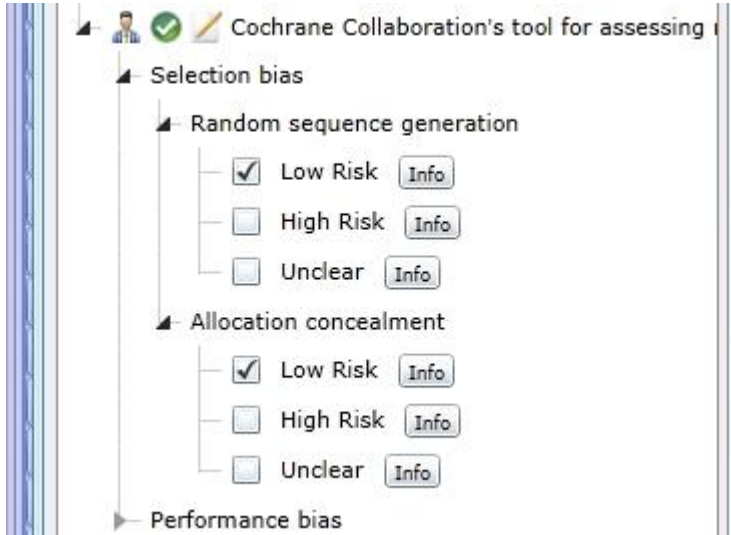 Cochrane Collaboration's tool for assessing
Selection bias
Random sequence generation
Low Risk Info
High Risk Info
Unclear Info
Allocation concealment
Low Risk Info
High Risk Info
Unclear Info
Performance bias